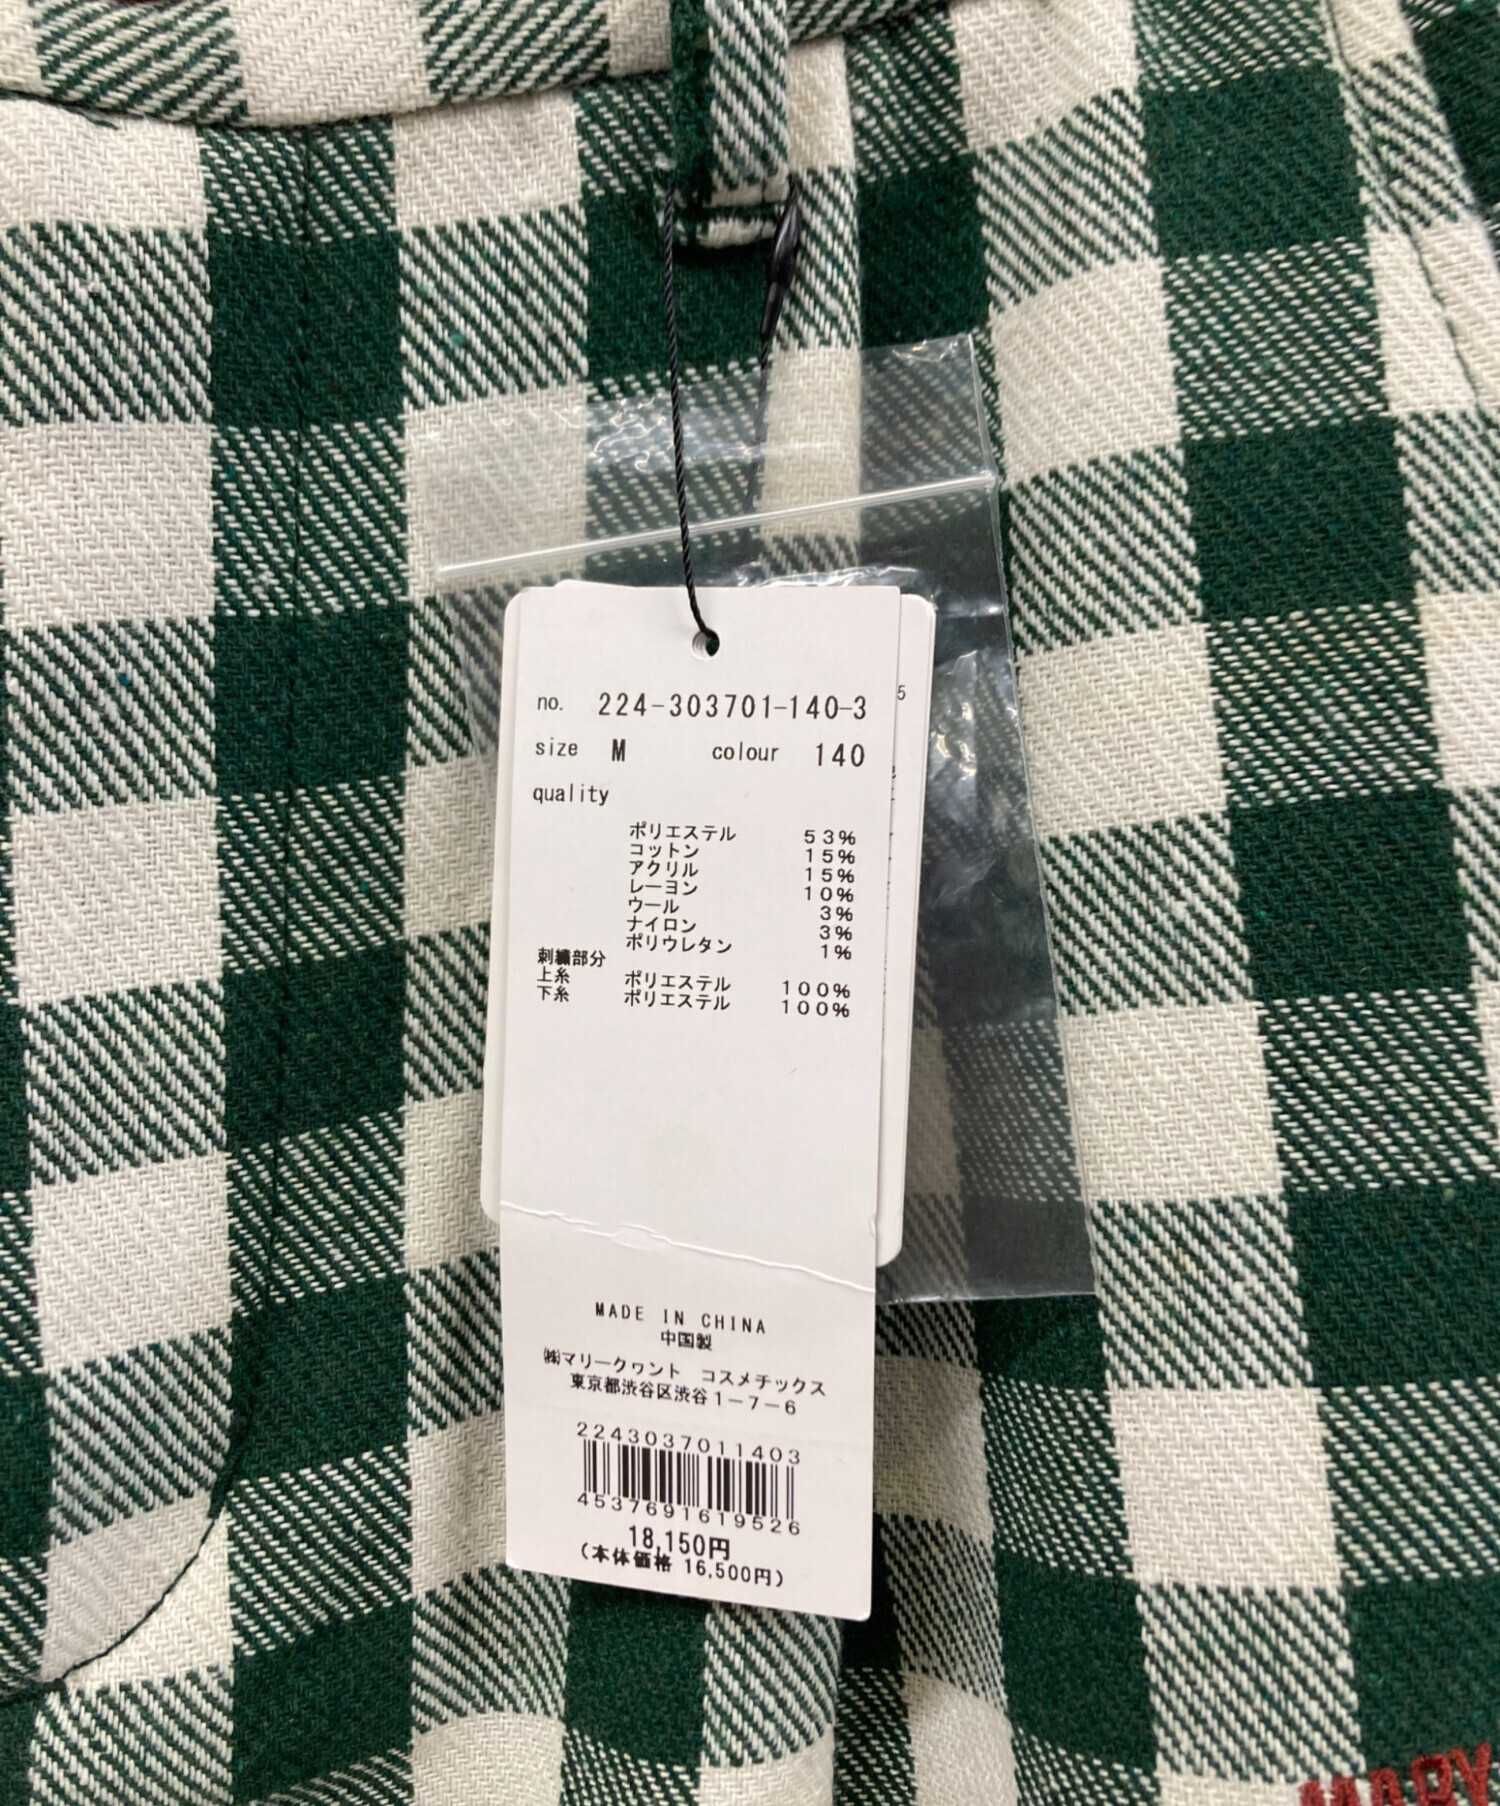 no. 224-303701-140-3
5
size M colour 140
quality
ポリエステル 53%
コットン 15%
アクリル 15%
レーヨン 10%
ウール 3%
ナイロン 3%
ポリウレタン 1%
刺繍部分
上糸 ポリエステル 100%
下糸 ポリエステル 100%
MADE IN CHINA
中国製
㈱マリークヮント コスメチックス
東京都渋谷区渋谷1-7-6
2243037011403
4537691619526
18,150円
(本体価格 16,500円)
MARY